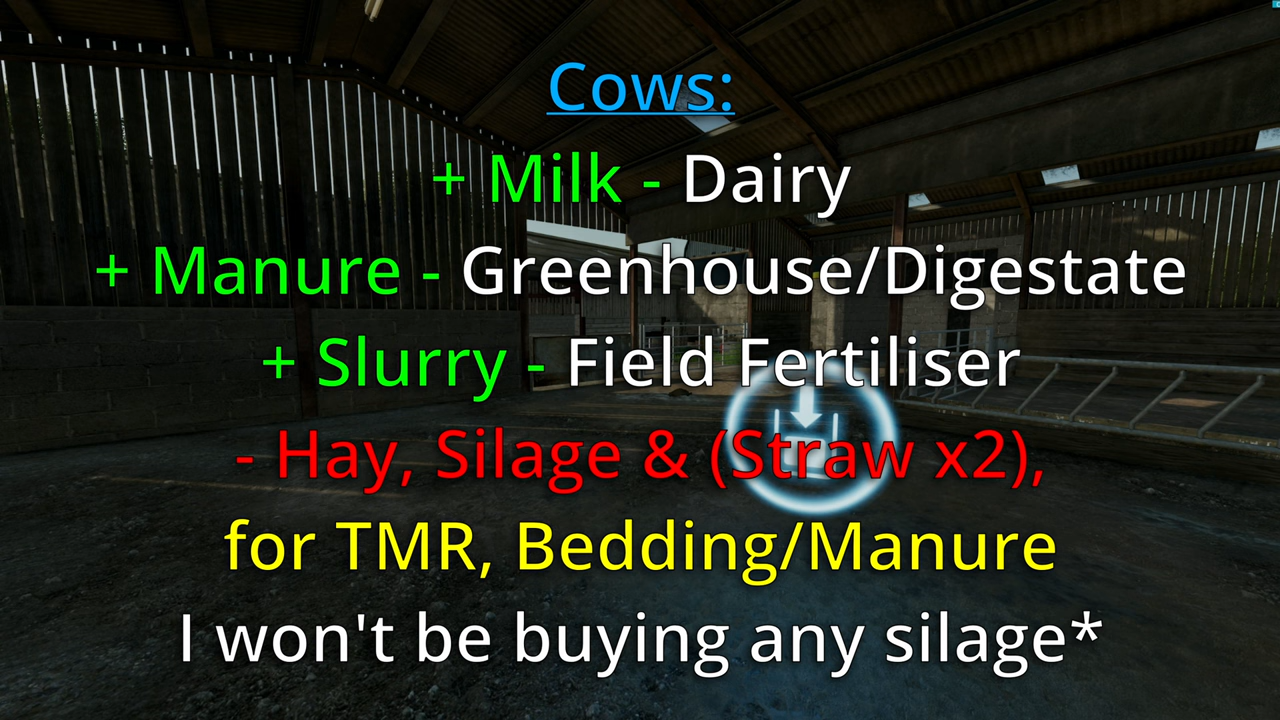 Cows:
+ Milk - Dairy
+ Manure - Greenhouse/Digestate
+ Slurry - Field Fertiliser
- Hay, Silage & (Straw x2),
for TMR, Bedding/Manure
I won't be buying any silage*